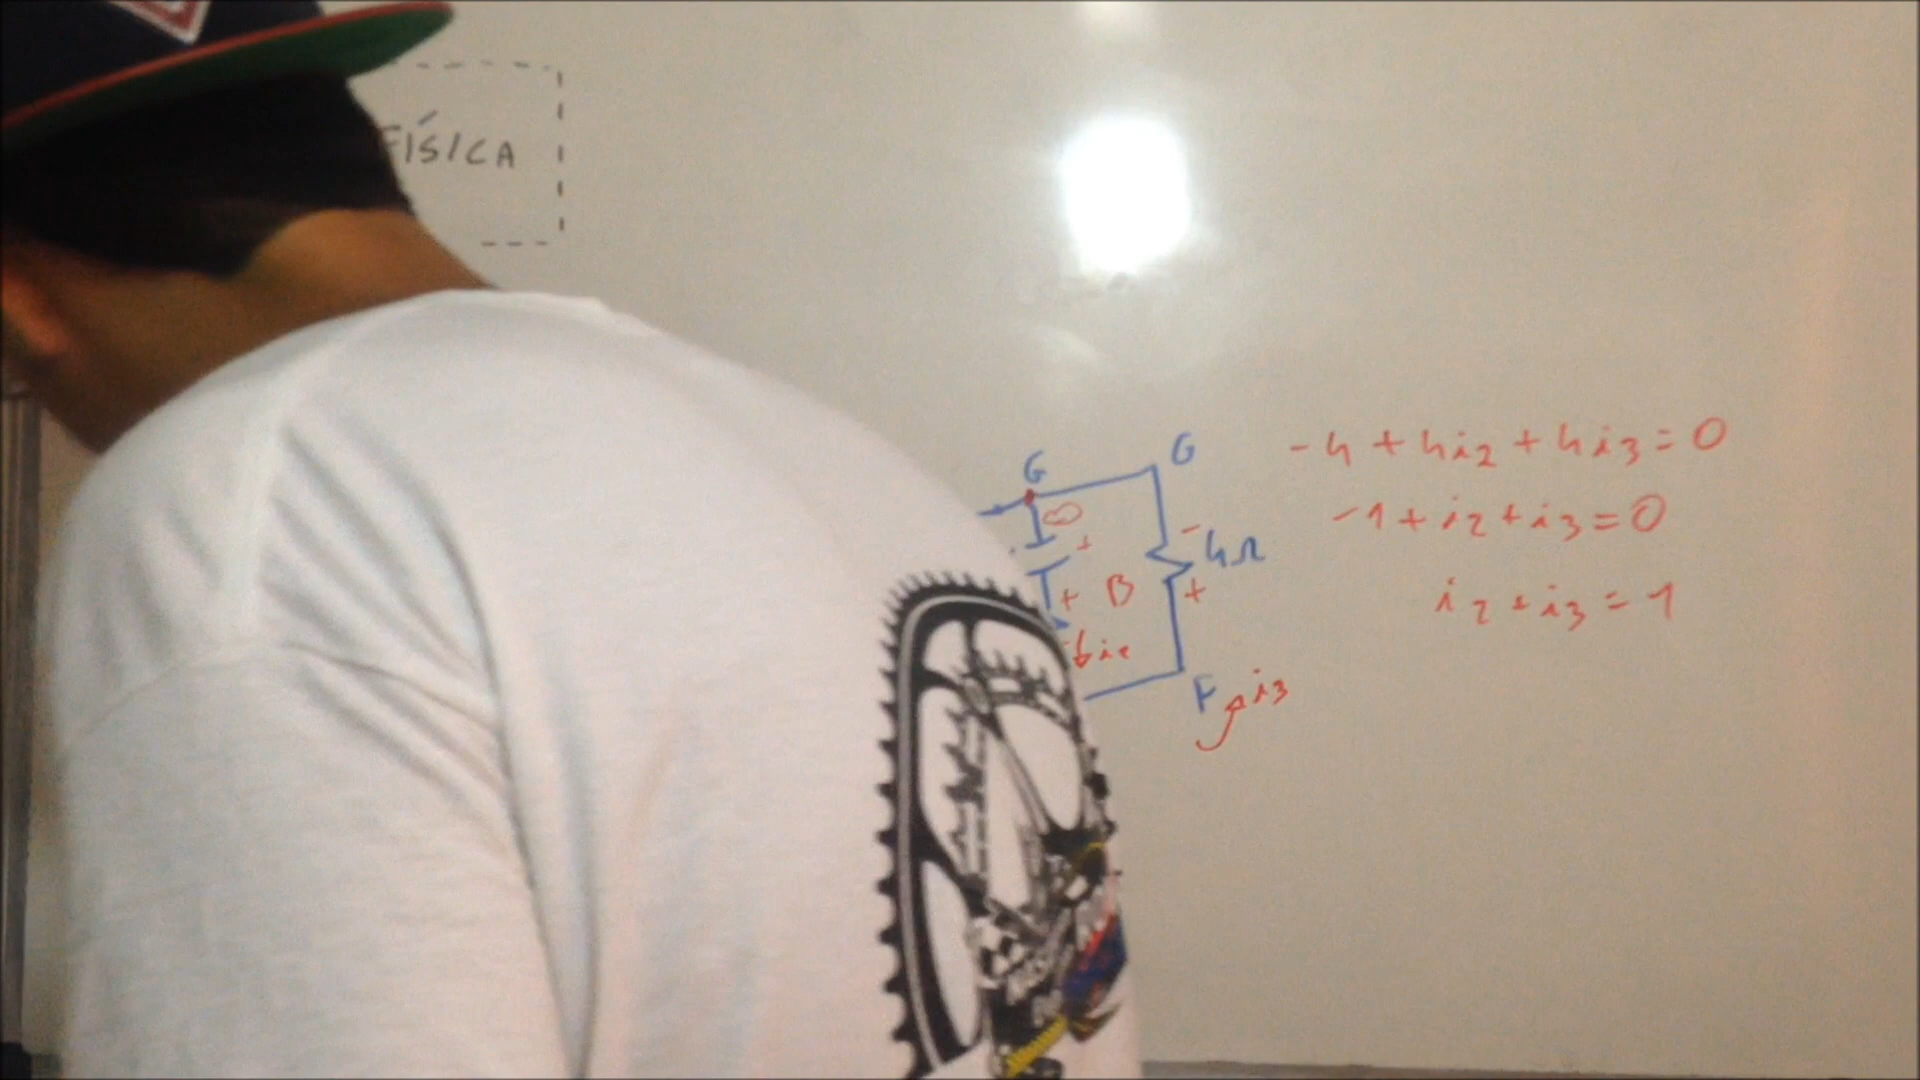 FÍSICA
G
G
-4 + 4i2 + 4i3 = 0
-1 + i2 + i3 = 0
i2 + i3 = 1
-
+
4Ω
+ B
+
F
i3